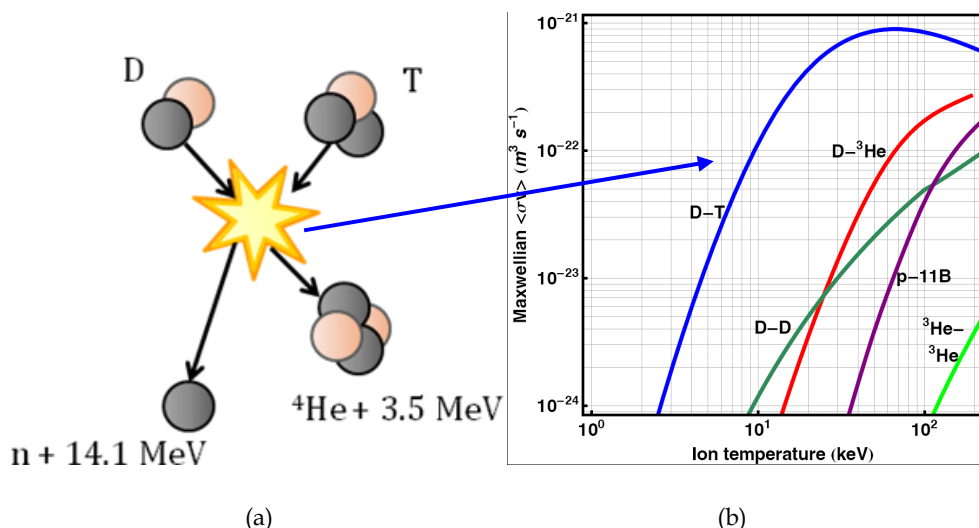 D
T
⁴He + 3.5 MeV
n + 14.1 MeV
(a)
Maxwellian <σv> (m³ s⁻¹)
10⁻²¹
10⁻²²
10⁻²³
10⁻²⁴
D–T
D–³He
D–D
p–11B
³He–
³He
10⁰
10¹
10²
Ion temperature (keV)
(b)